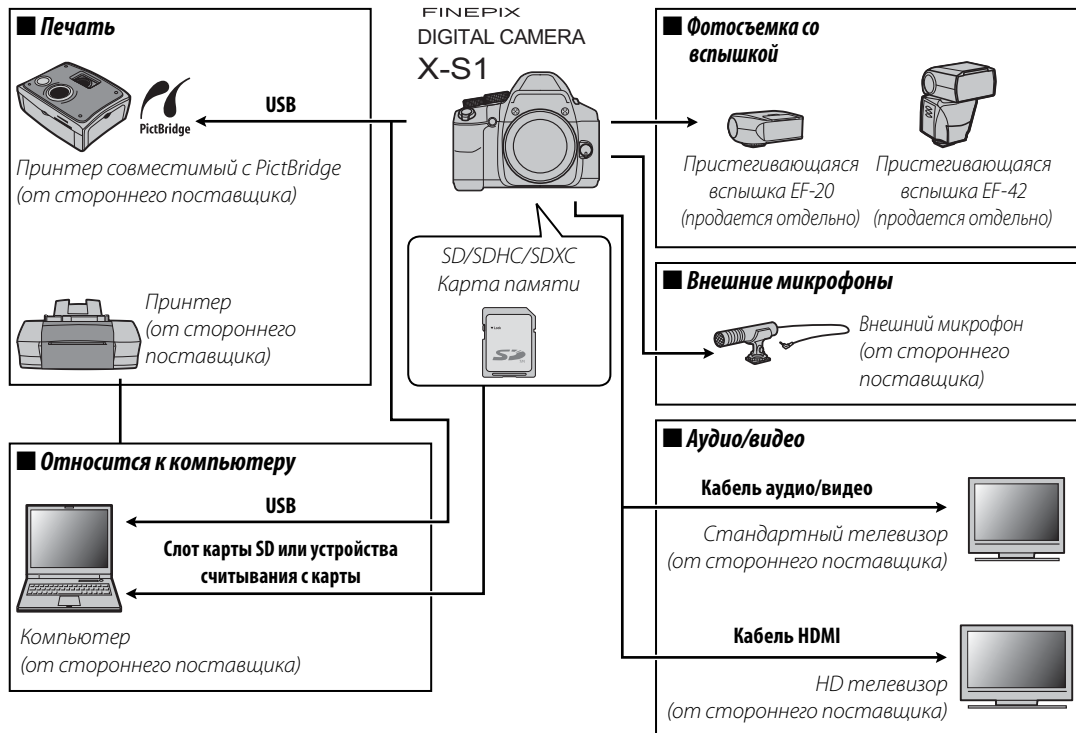 ■ Печать
PictBridge
USB
Принтер совместимый с PictBridge
(от стороннего поставщика)
Принтер
(от стороннего
поставщика)
■ Относится к компьютеру
USB
Слот карты SD или устройства
считывания с карты
Компьютер
(от стороннего поставщика)
FINEPIX
DIGITAL CAMERA
X-S1
SD/SDHC/SDXC
Карта памяти
Lock
SD
■ Фотосъемка со
вспышкой
Пристегивающаяся
вспышка EF-20
(продается отдельно)
Пристегивающаяся
вспышка EF-42
(продается отдельно)
■ Внешние микрофоны
Внешний микрофон
(от стороннего
поставщика)
■ Аудио/видео
Кабель аудио/видео
Стандартный телевизор
(от стороннего поставщика)
Кабель HDMI
HD телевизор
(от стороннего поставщика)